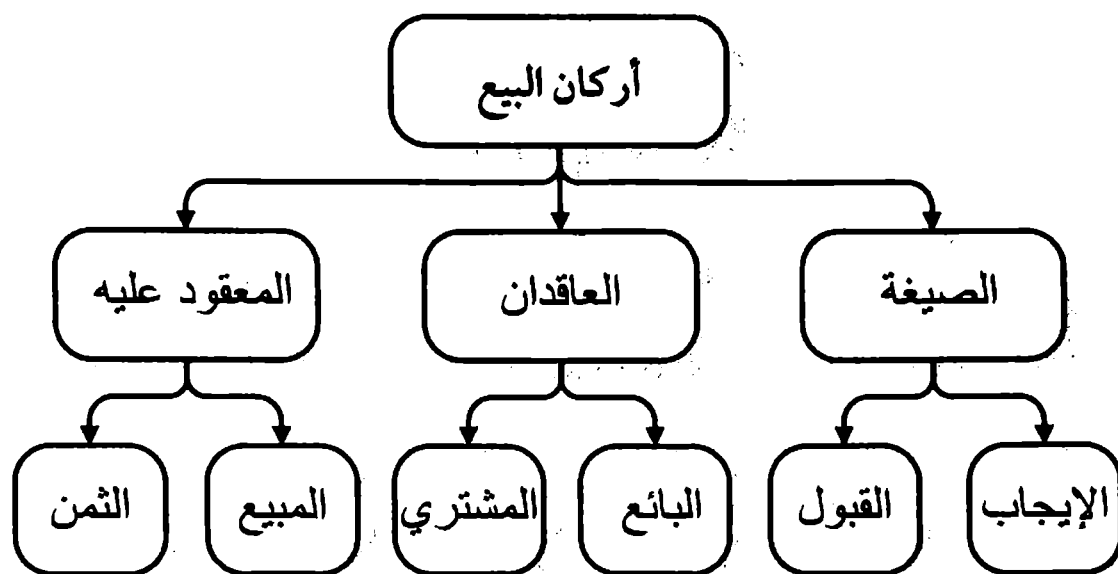 أركان البيع
الصيغة
العاقدان
المعقود عليه
الإيجاب
القبول
البائع
المشتري
المبيع
الثمن